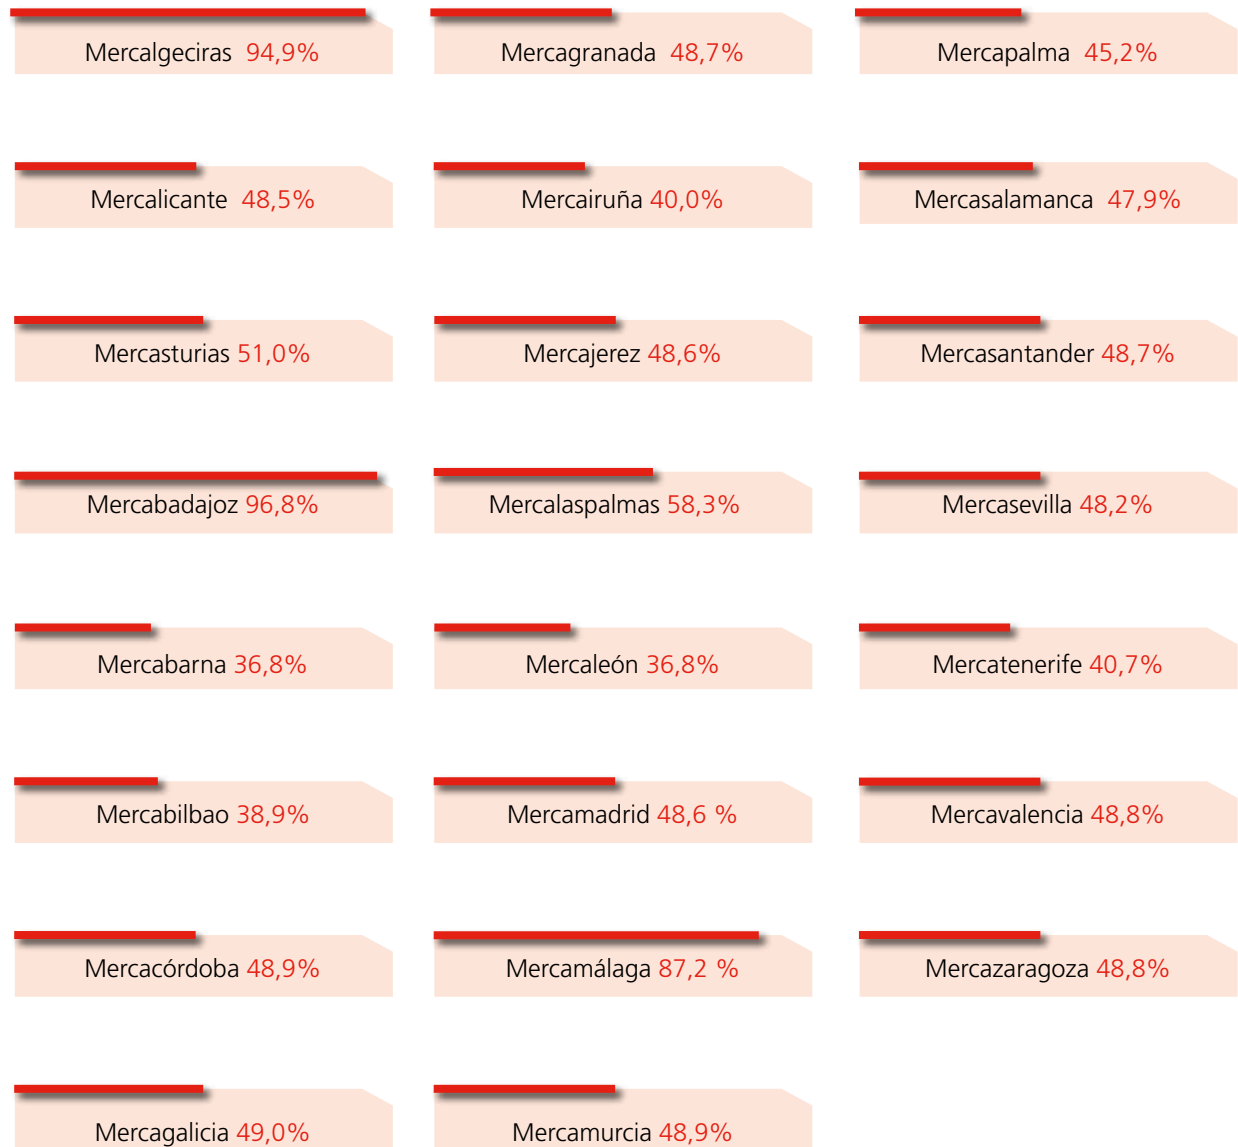 Mercalgeciras 94,9%
Mercagranada 48,7%
Mercapalma 45,2%
Mercalicante 48,5%
Mercairuña 40,0%
Mercasalamanca 47,9%
Mercasturias 51,0%
Mercajerez 48,6%
Mercasantander 48,7%
Mercabadajoz 96,8%
Mercalaspalmas 58,3%
Mercasevilla 48,2%
Mercabarna 36,8%
Mercaleón 36,8%
Mercatenerife 40,7%
Mercabilbao 38,9%
Mercamadrid 48,6 %
Mercavalencia 48,8%
Mercacórdoba 48,9%
Mercamálaga 87,2 %
Mercazaragoza 48,8%
Mercagalicia 49,0%
Mercamurcia 48,9%